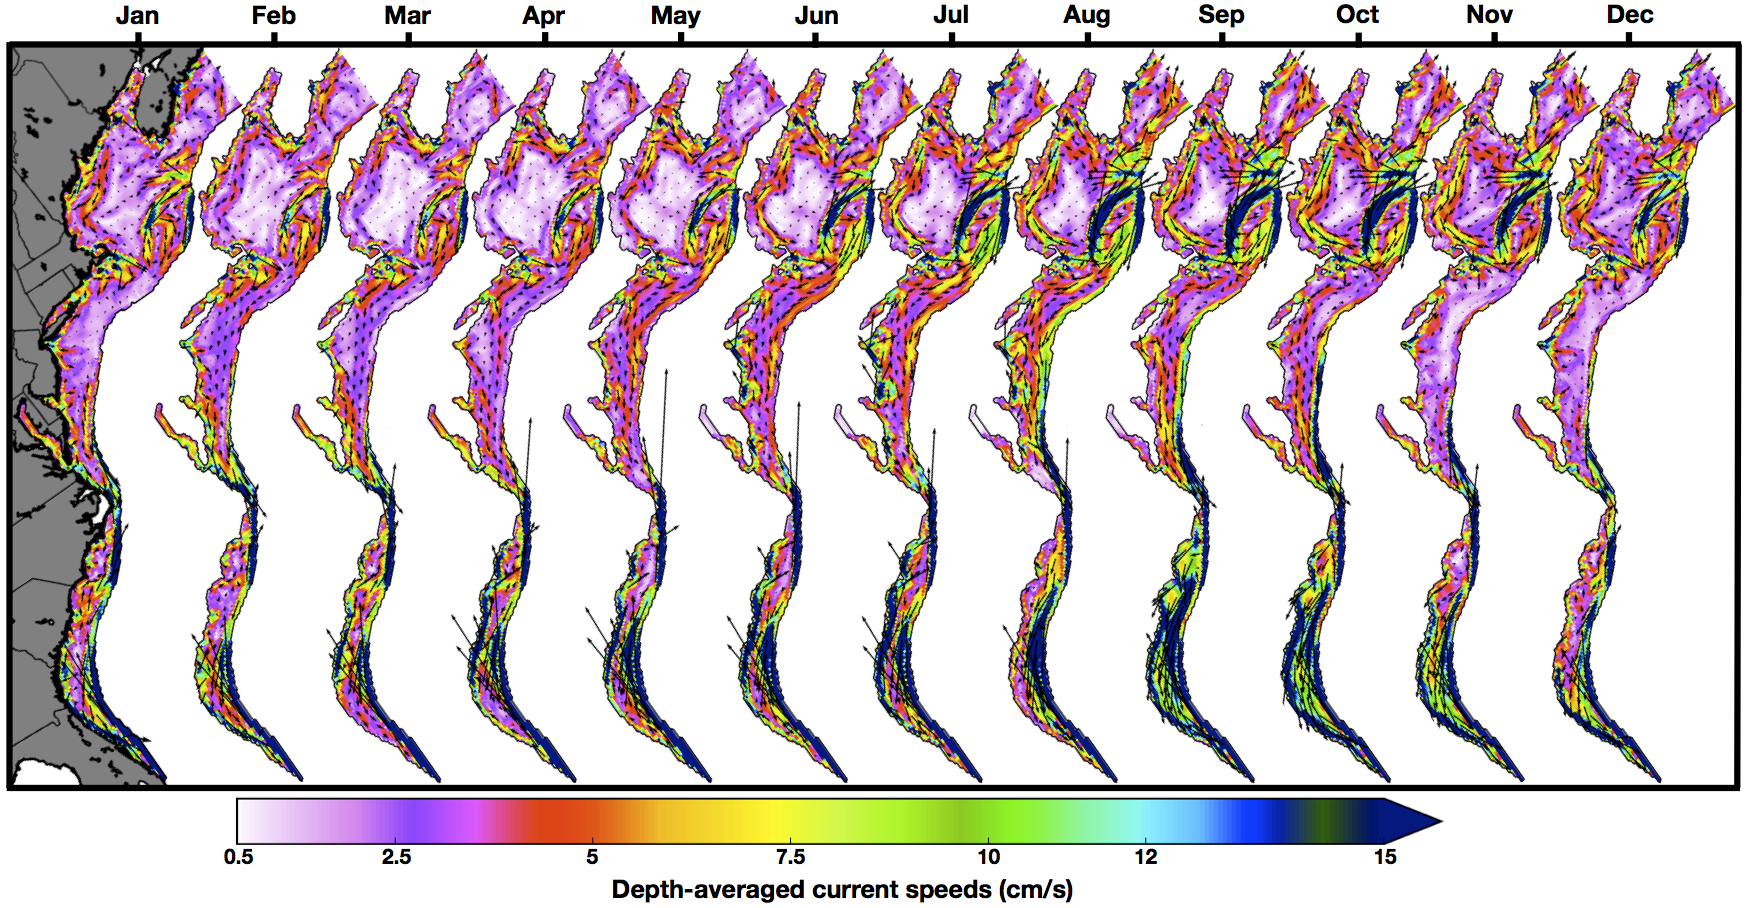 Jan Feb Mar Apr May Jun Jul Aug Sep Oct Nov Dec
0.5 2.5 5 7.5 10 12 15
Depth-averaged current speeds (cm/s)